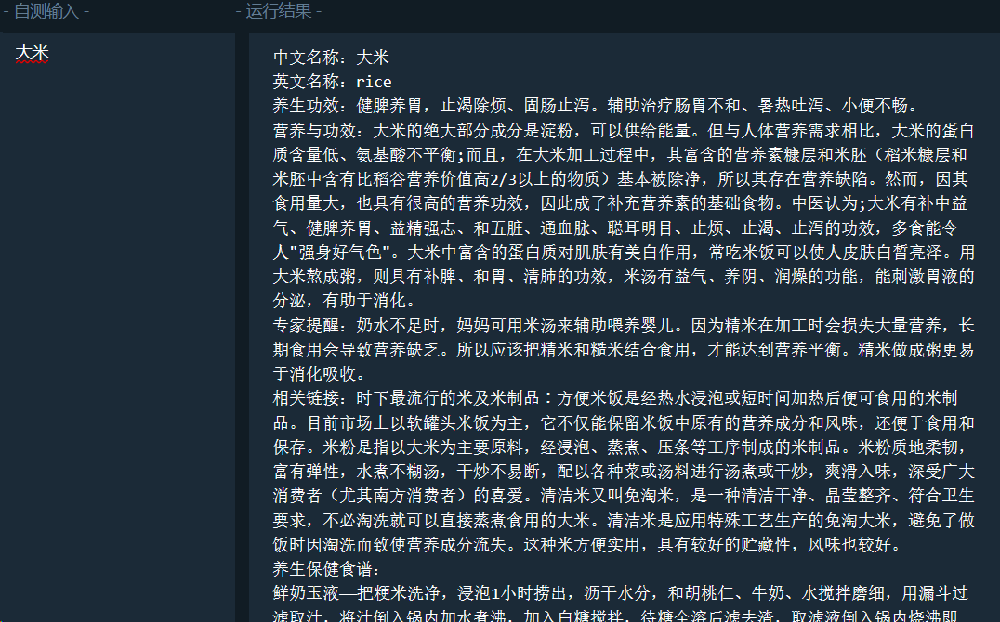 - 自测输入 -
- 运行结果 -
大米
中文名称：大米
英文名称：rice
养生功效：健脾养胃，止渴除烦、固肠止泻。辅助治疗肠胃不和、暑热吐泻、小便不畅。
营养与功效：大米的绝大部分成分是淀粉，可以供给能量。但与人体营养需求相比，大米的蛋白
质含量低、氨基酸不平衡;而且，在大米加工过程中，其富含的营养素糠层和米胚（稻米糠层和
米胚中含有比稻谷营养价值高2/3以上的物质）基本被除净，所以其存在营养缺陷。然而，因其
食用量大，也具有很高的营养功效，因此成了补充营养素的基础食物。中医认为;大米有补中益
气、健脾养胃、益精强志、和五脏、通血脉、聪耳明目、止烦、止渴、止泻的功效，多食能令
人"强身好气色"。大米中富含的蛋白质对肌肤有美白作用，常吃米饭可以使人皮肤白皙亮泽。用
大米熬成粥，则具有补脾、和胃、清肺的功效，米汤有益气、养阴、润燥的功能，能刺激胃液的
分泌，有助于消化。
专家提醒：奶水不足时，妈妈可用米汤来辅助喂养婴儿。因为精米在加工时会损失大量营养，长
期食用会导致营养缺乏。所以应该把精米和糙米结合食用，才能达到营养平衡。精米做成粥更易
于消化吸收。
相关链接：时下最流行的米及米制品：方便米饭是经热水浸泡或短时间加热后便可食用的米制
品。目前市场上以软罐头米饭为主，它不仅能保留米饭中原有的营养成分和风味，还便于食用和
保存。米粉是指以大米为主要原料，经浸泡、蒸煮、压条等工序制成的米制品。米粉质地柔韧，
富有弹性，水煮不糊汤，干炒不易断，配以各种菜或汤料进行汤煮或干炒，爽滑入味，深受广大
消费者（尤其南方消费者）的喜爱。清洁米又叫免淘米，是一种清洁干净、晶莹整齐、符合卫生
要求，不必淘洗就可以直接蒸煮食用的大米。清洁米是应用特殊工艺生产的免淘大米，避免了做
饭时因淘洗而致使营养成分流失。这种米方便实用，具有较好的贮藏性，风味也较好。
养生保健食谱：
鲜奶玉液——把粳米洗净，浸泡1小时捞出，沥干水分，和胡桃仁、牛奶、水搅拌磨细，用漏斗过
滤取汁，将汁倒入锅内加水煮沸，加入白糖搅拌，待糖全溶后滤去渣，取滤液倒入锅内烧沸即